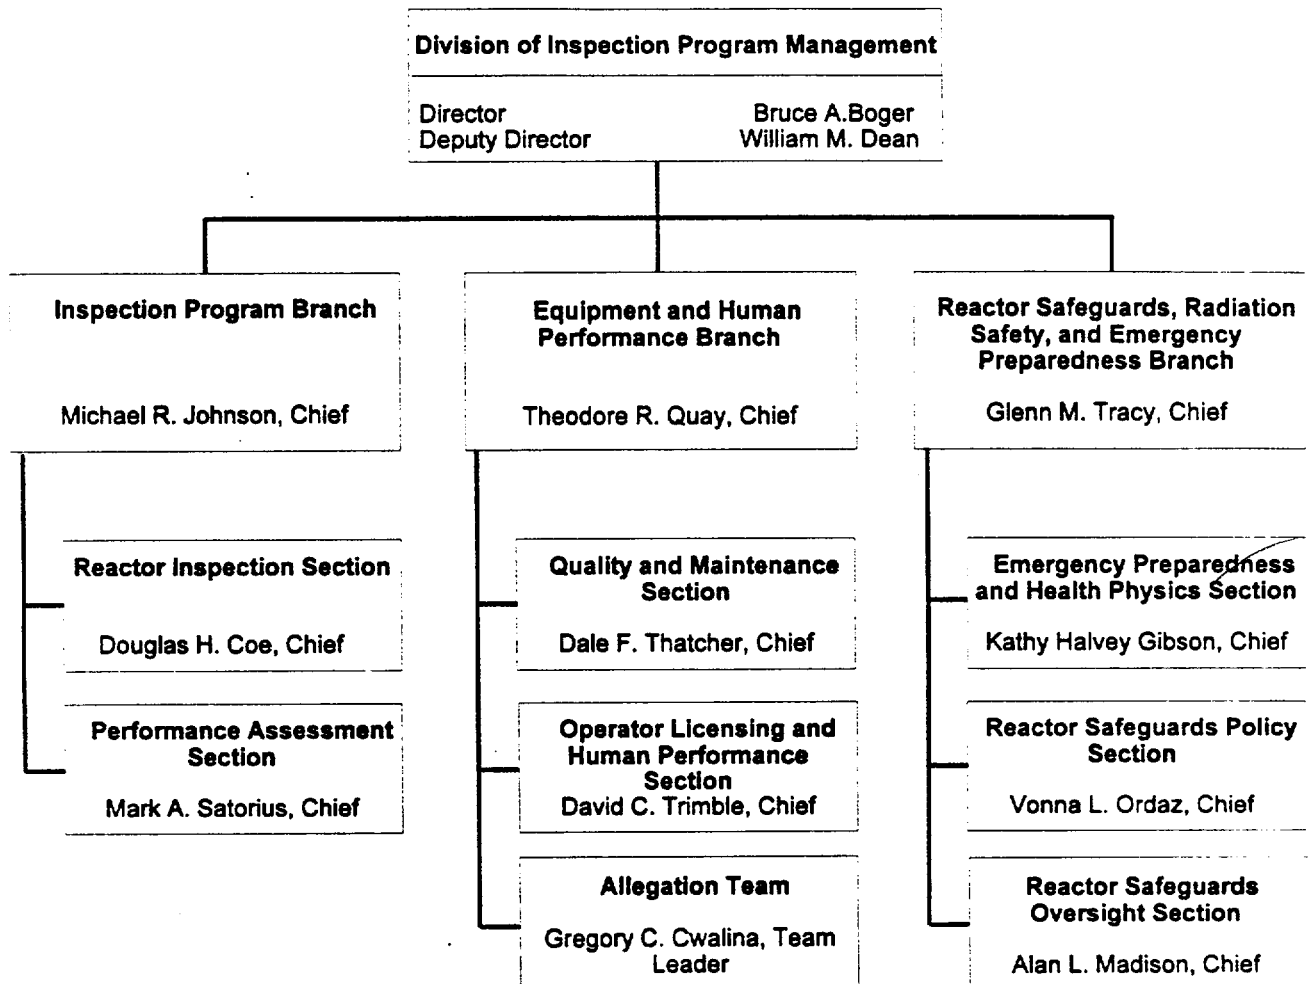 Division of Inspection Program Management
Director Bruce A.Boger
Deputy Director William M. Dean
Inspection Program Branch
Michael R. Johnson, Chief
Equipment and Human
Performance Branch
Theodore R. Quay, Chief
Reactor Safeguards, Radiation
Safety, and Emergency
Preparedness Branch
Glenn M. Tracy, Chief
Reactor Inspection Section
Douglas H. Coe, Chief
Performance Assessment
Section
Mark A. Satorius, Chief
Quality and Maintenance
Section
Dale F. Thatcher, Chief
Operator Licensing and
Human Performance
Section
David C. Trimble, Chief
Allegation Team
Gregory C. Cwalina, Team
Leader
Emergency Preparedness
and Health Physics Section
Kathy Halvey Gibson, Chief
Reactor Safeguards Policy
Section
Vonna L. Ordaz, Chief
Reactor Safeguards
Oversight Section
Alan L. Madison, Chief